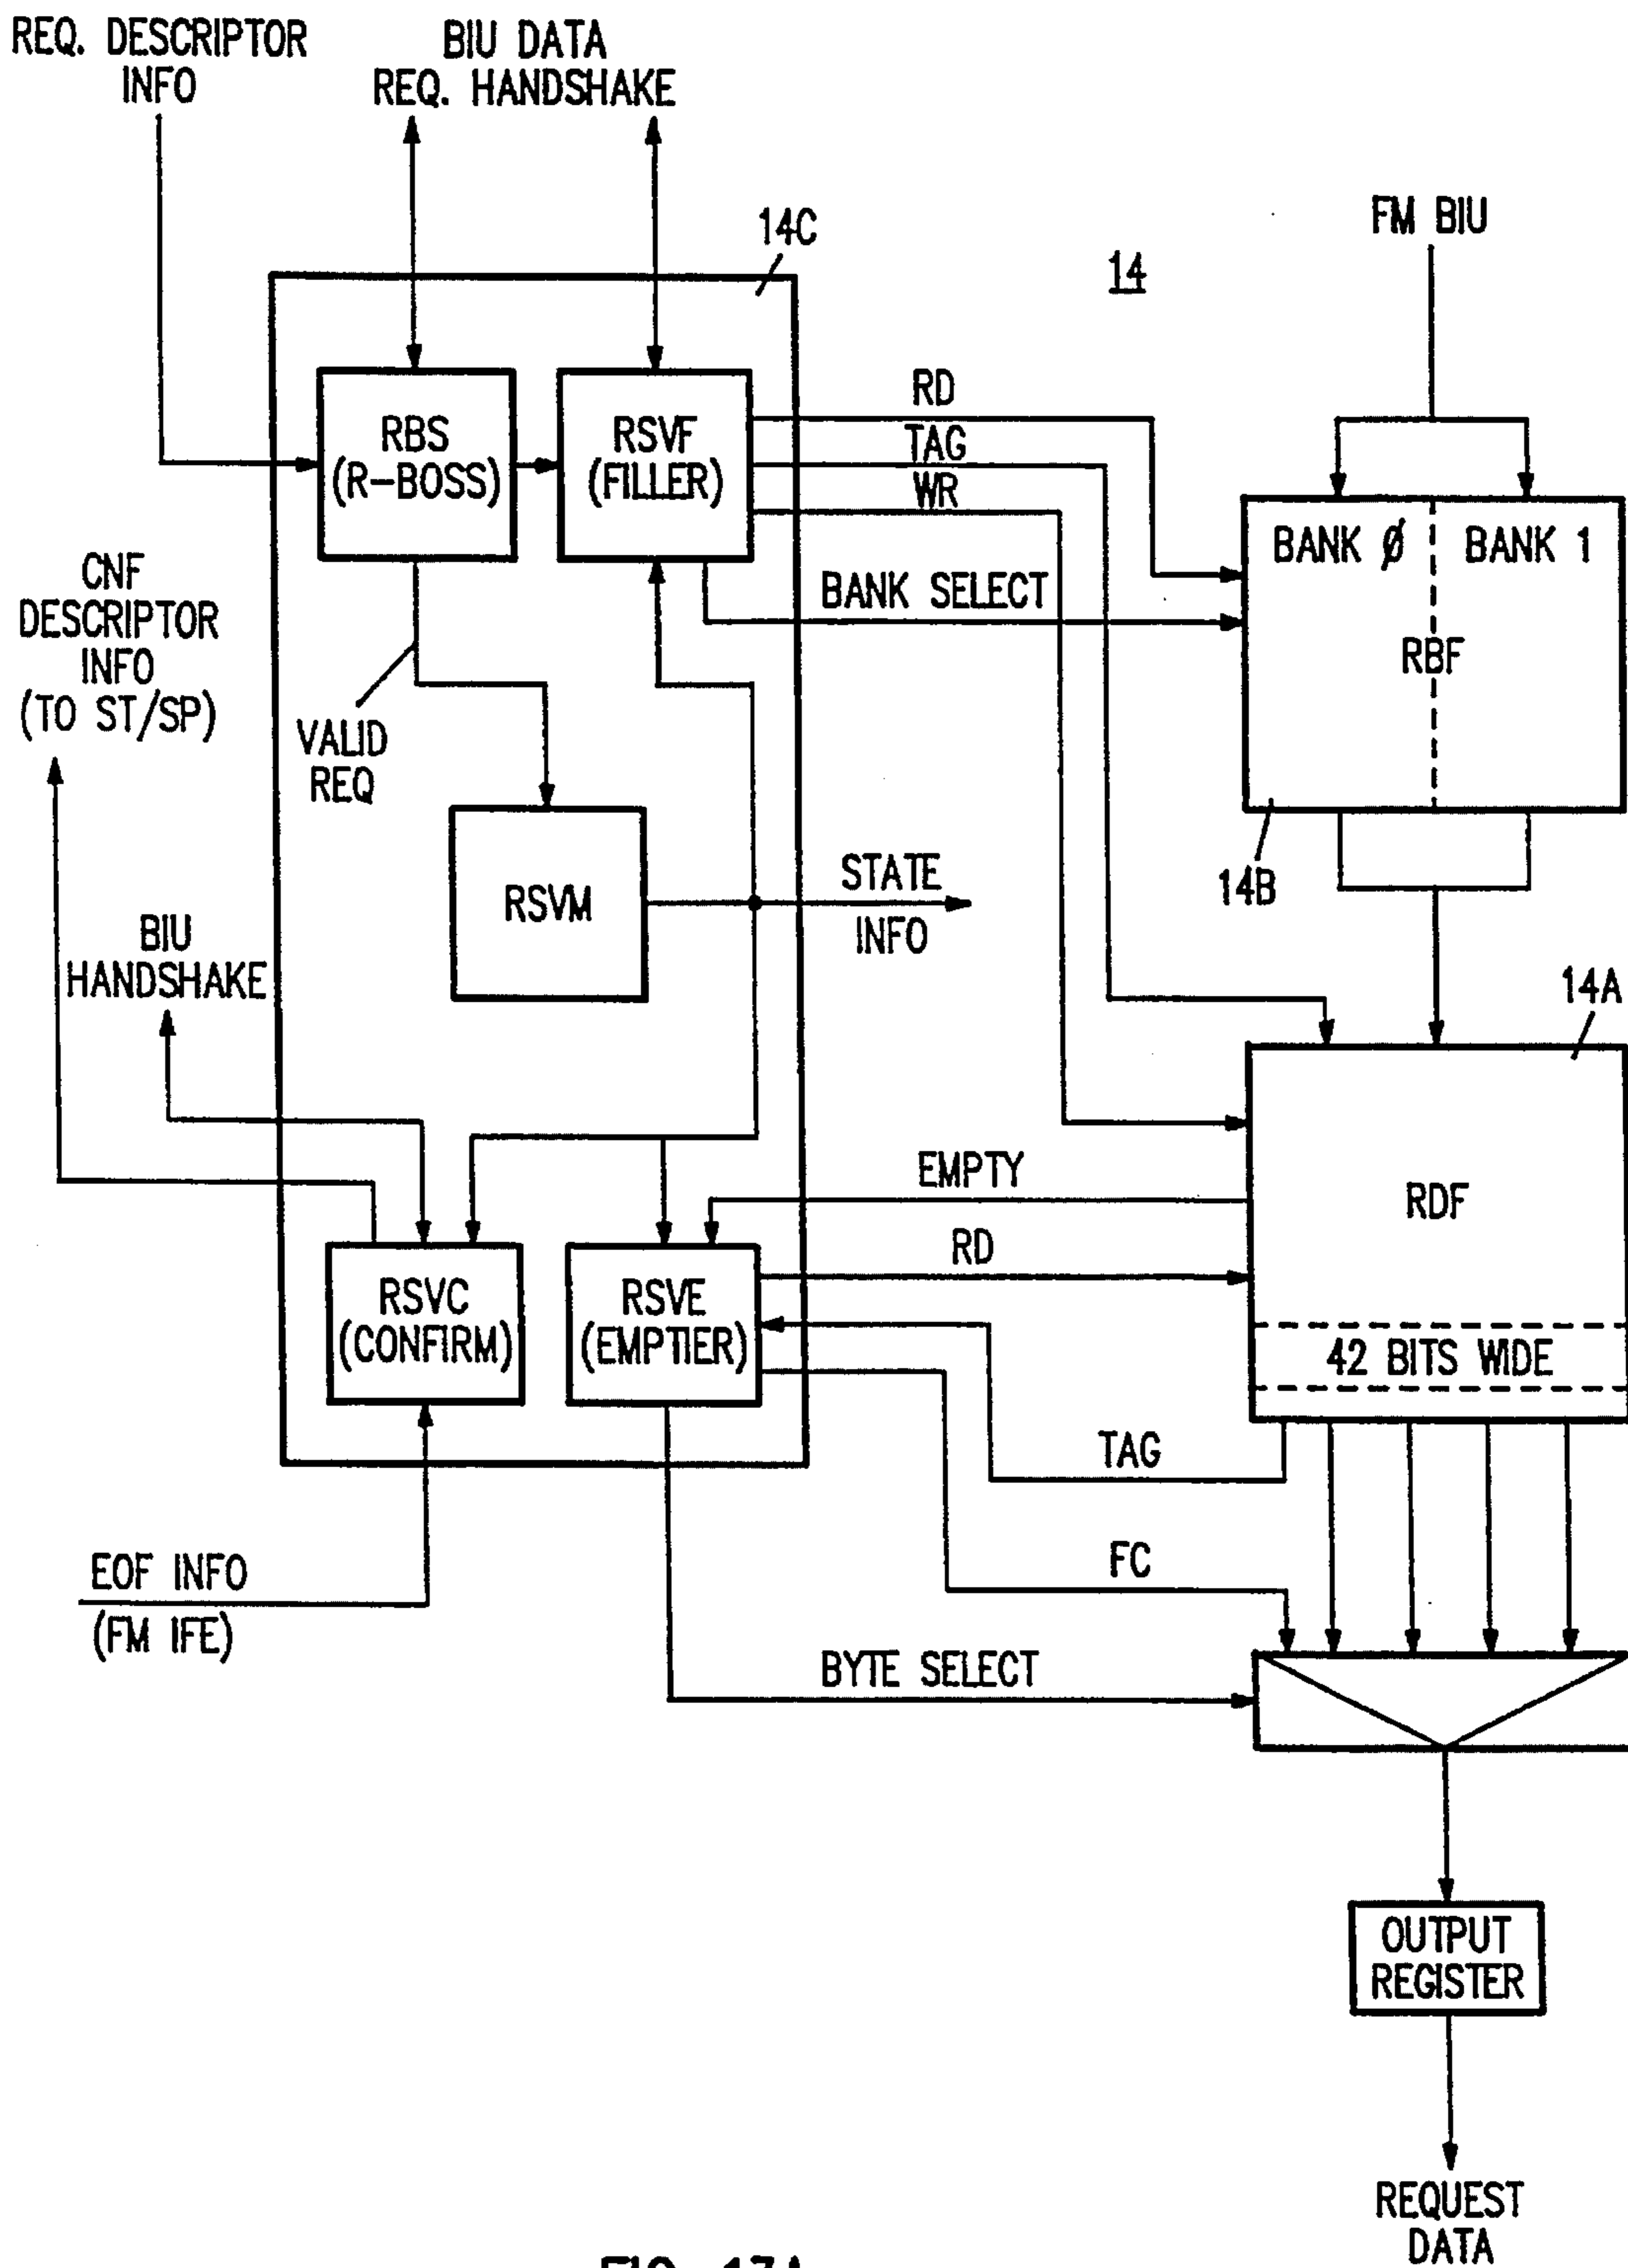 REQ. DESCRIPTOR
INFO
BIU DATA
REQ. HANDSHAKE
14C
14
FM BIU
RBS
(R-BOSS)
RSVF
(FILLER)
RD
TAG
WR
BANK SELECT
BANK Ø
BANK 1
RBF
14B
CNF
DESCRIPTOR
INFO
(TO ST/SP)
VALID
REQ
RSVM
STATE
INFO
BIU
HANDSHAKE
14A
RDF
42 BITS WIDE
EMPTY
RD
RSVC
(CONFIRM)
RSVE
(EMPTIER)
TAG
FC
EOF INFO
(FM IFE)
BYTE SELECT
OUTPUT
REGISTER
REQUEST
DATA